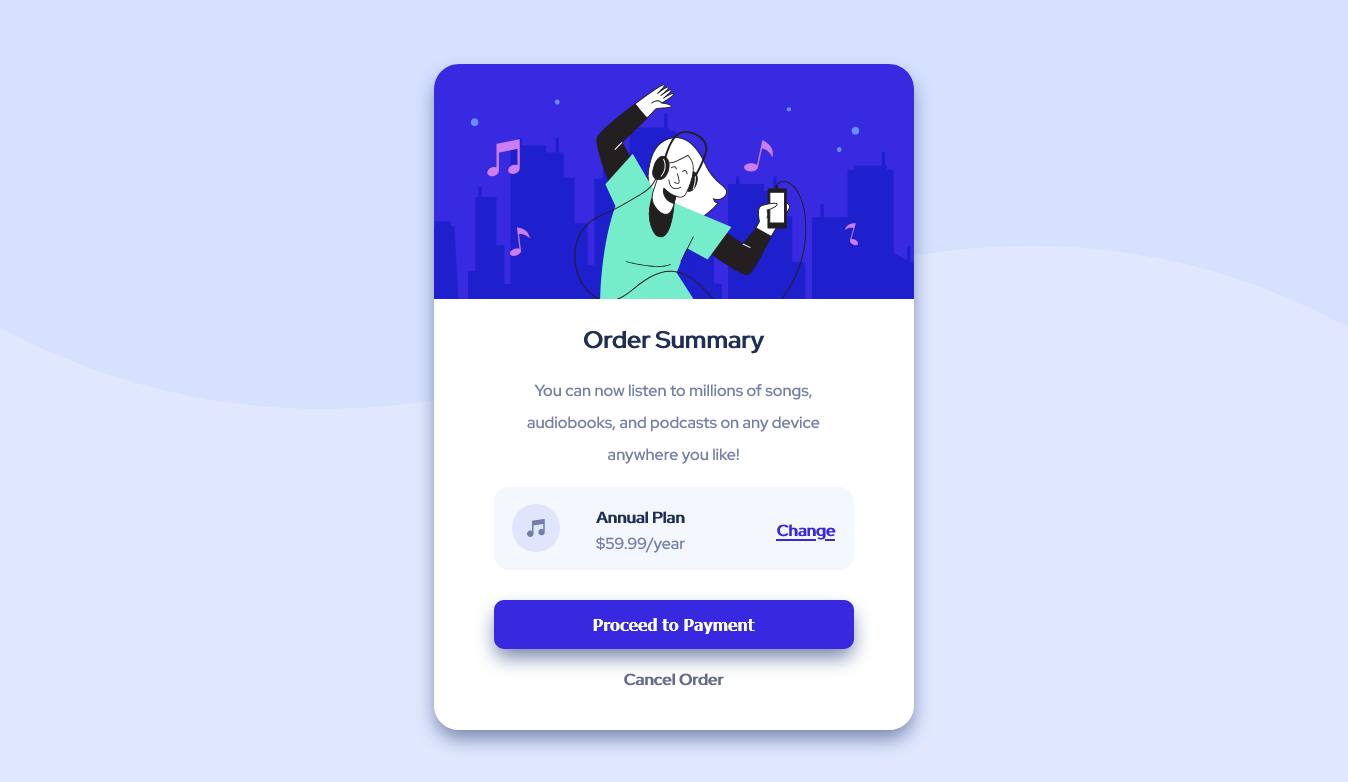 Order Summary
You can now listen to millions of songs,
audiobooks, and podcasts on any device
anywhere you like!
Annual Plan
$59.99/year
Change
Proceed to Payment
Cancel Order